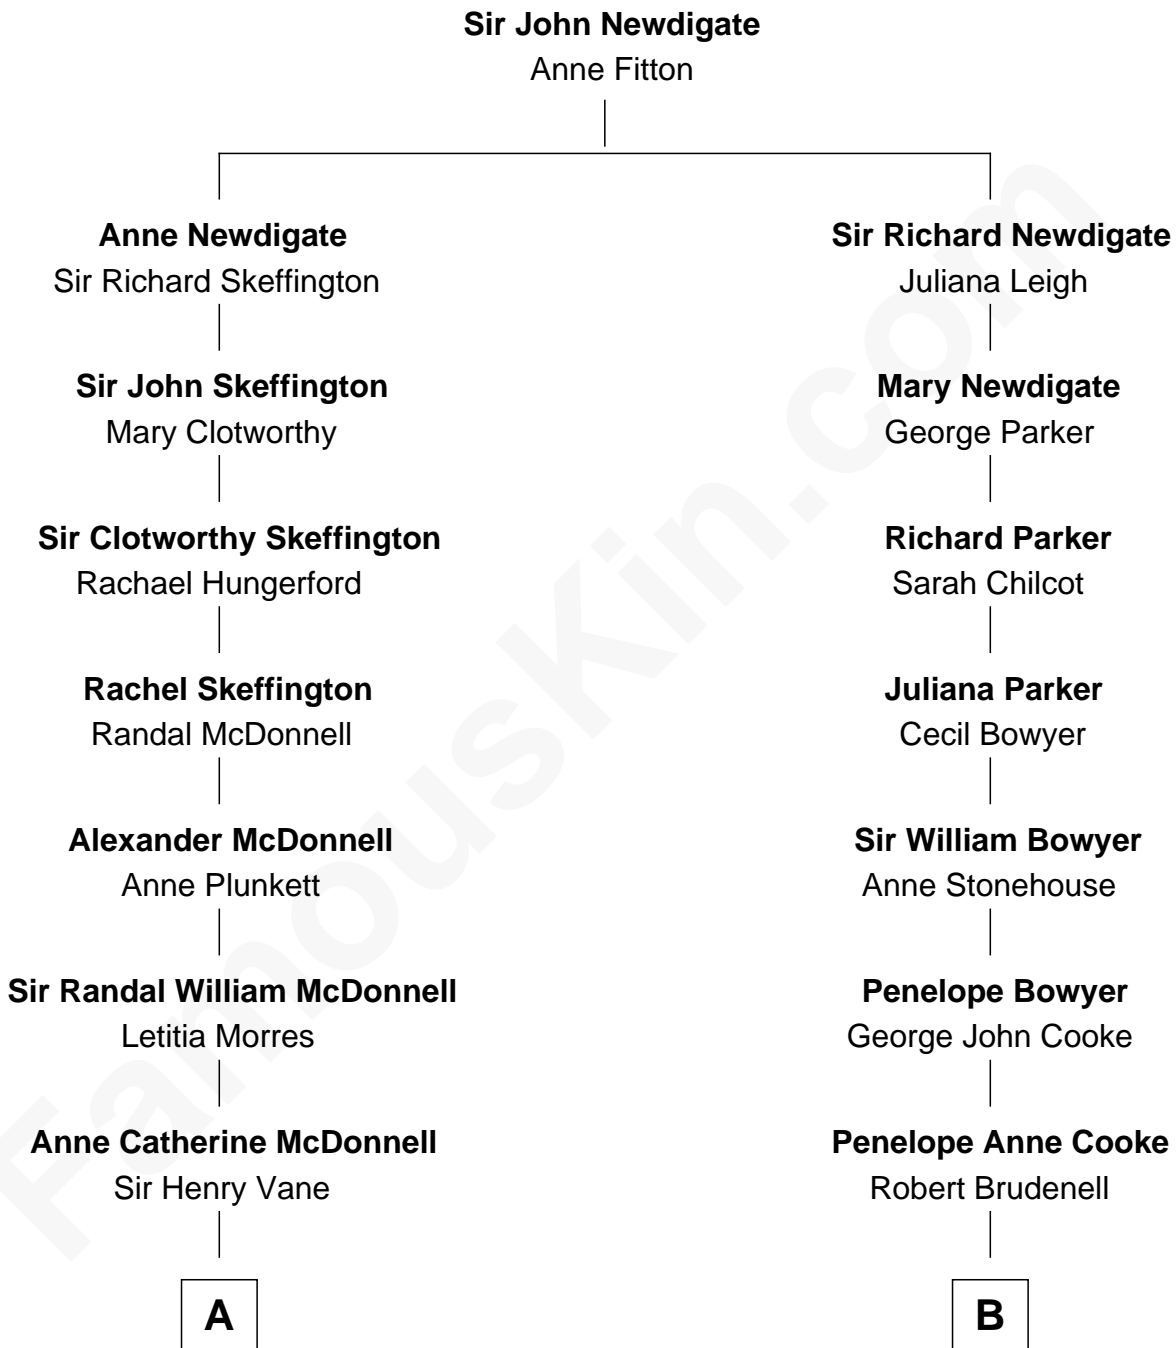 Sir John Newdigate
Anne Fitton
Anne Newdigate
Sir Richard Skeffington
Sir John Skeffington
Mary Clotworthy
Sir Clotworthy Skeffington
Rachael Hungerford
Rachel Skeffington
Randal McDonnell
Alexander McDonnell
Anne Plunkett
Sir Randal William McDonnell
Letitia Morres
Anne Catherine McDonnell
Sir Henry Vane
A
Sir Richard Newdigate
Juliana Leigh
Mary Newdigate
George Parker
Richard Parker
Sarah Chilcot
Juliana Parker
Cecil Bowyer
Sir William Bowyer
Anne Stonehouse
Penelope Bowyer
George John Cooke
Penelope Anne Cooke
Robert Brudenell
B
FamousKin.com